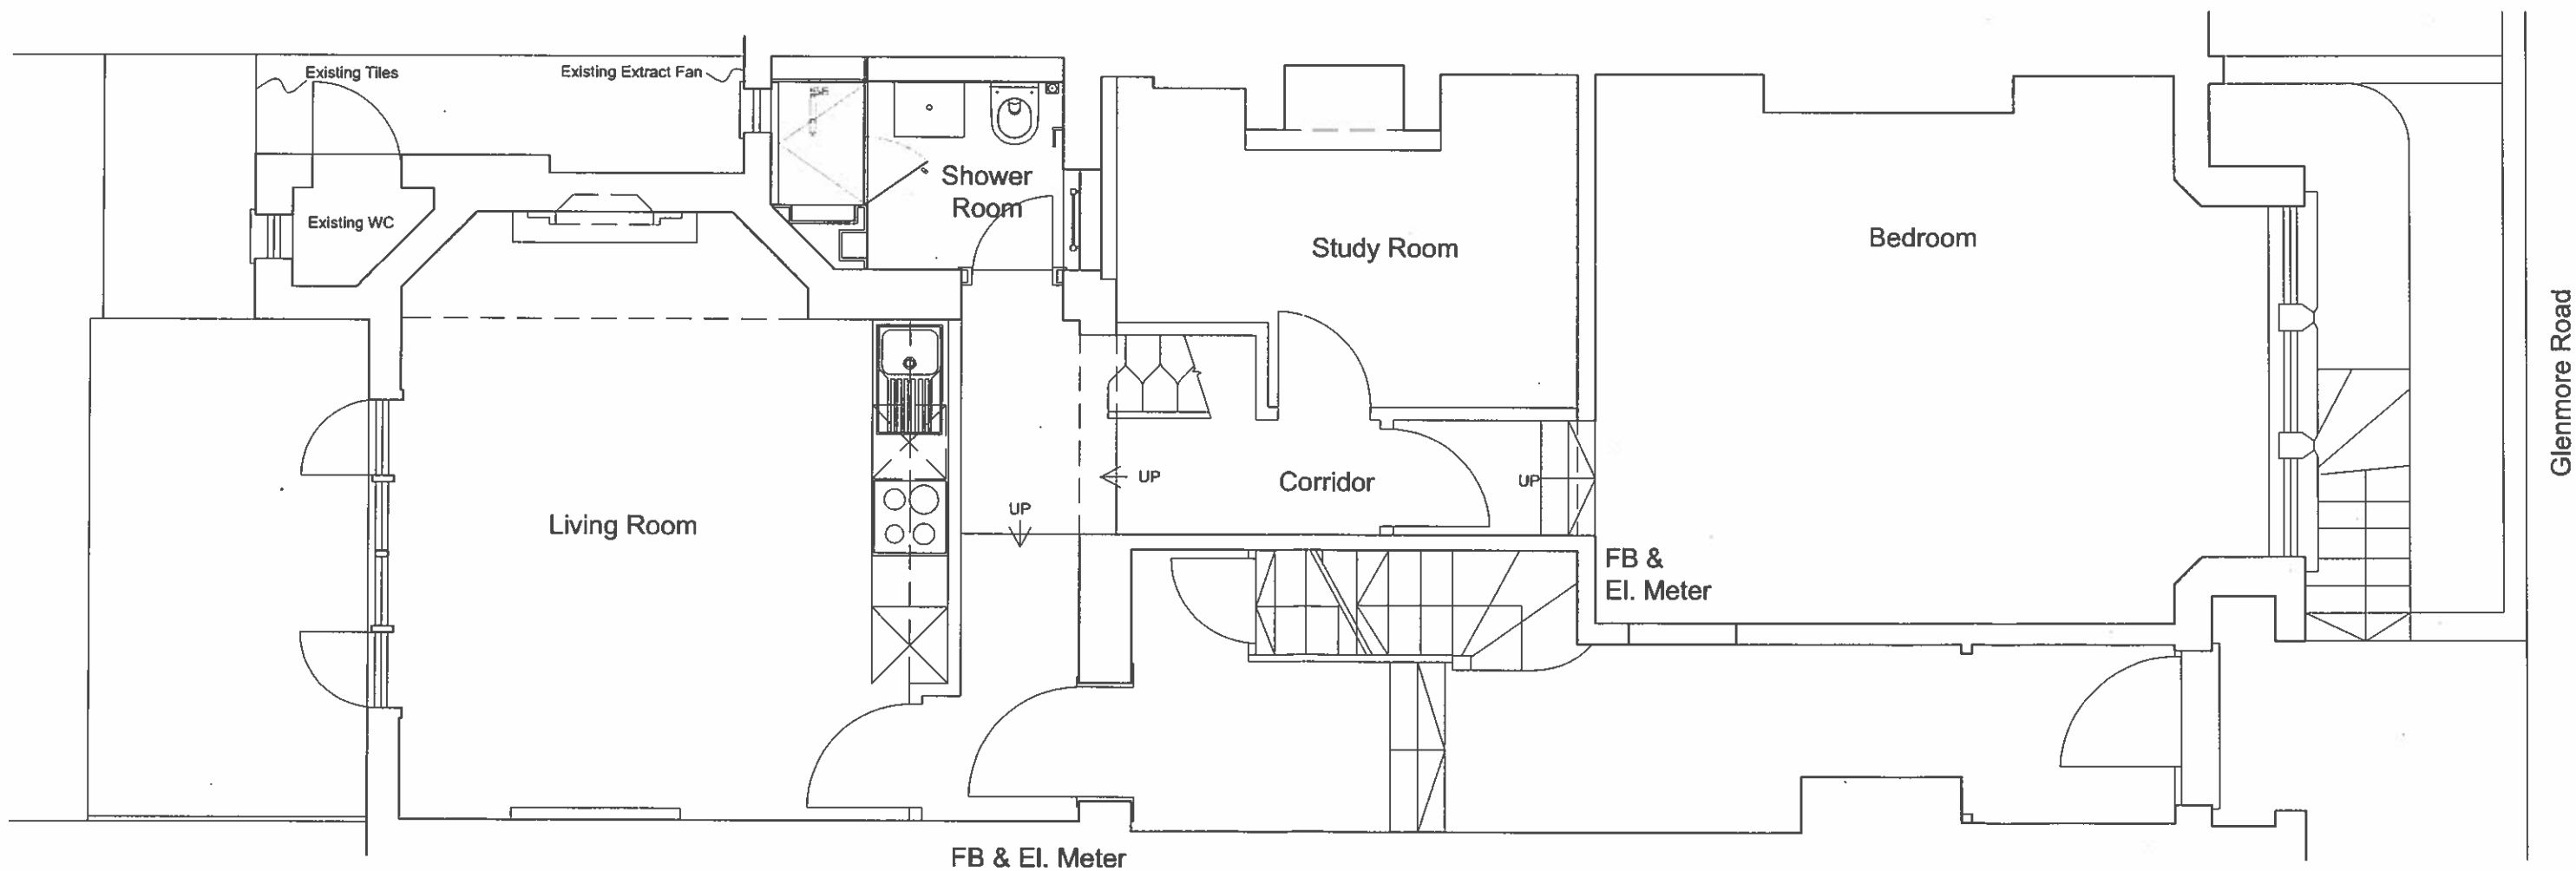 Existing Tiles
Existing Extract Fan
Shower
Room
Existing WC
Study Room
Bedroom
Glenmore Road
UP
Corridor
UP
UP
Living Room
FB &
El. Meter
FB & El. Meter